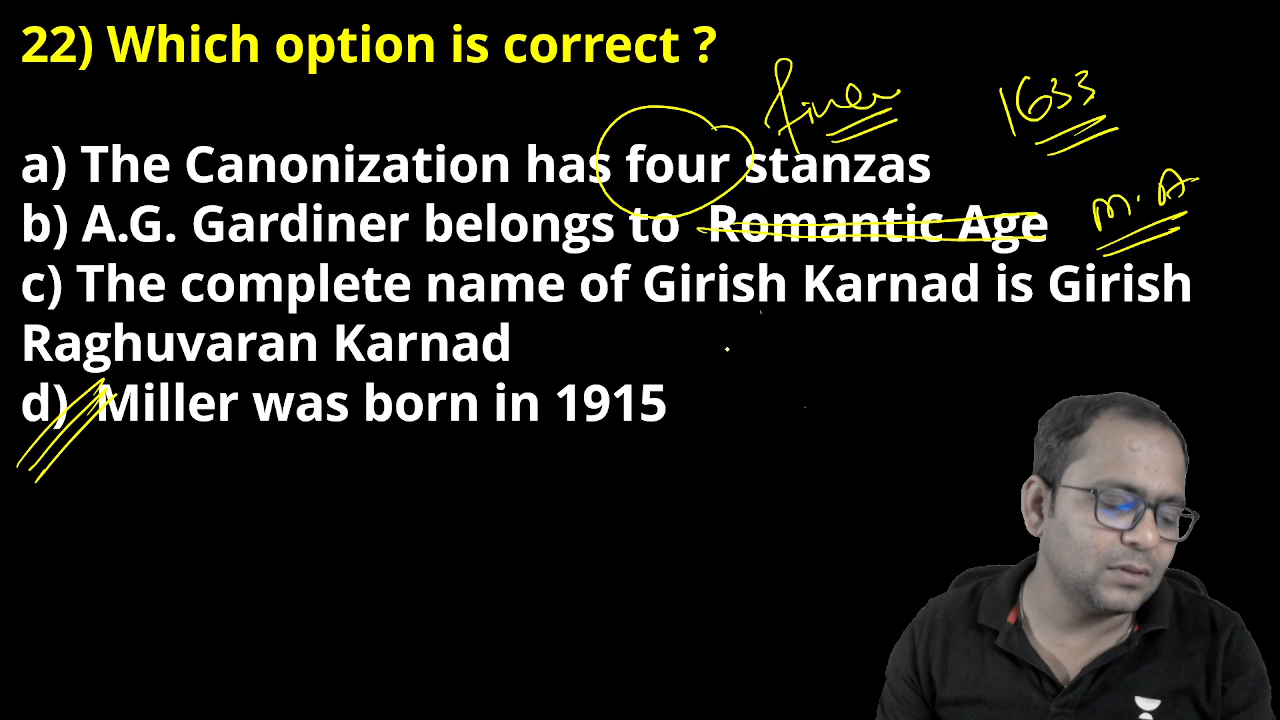 22) Which option is correct ?
five
1633
a) The Canonization has four stanzas
M.A.
b) A.G. Gardiner belongs to Romantic Age
c) The complete name of Girish Karnad is Girish
Raghuvaran Karnad
d) Miller was born in 1915